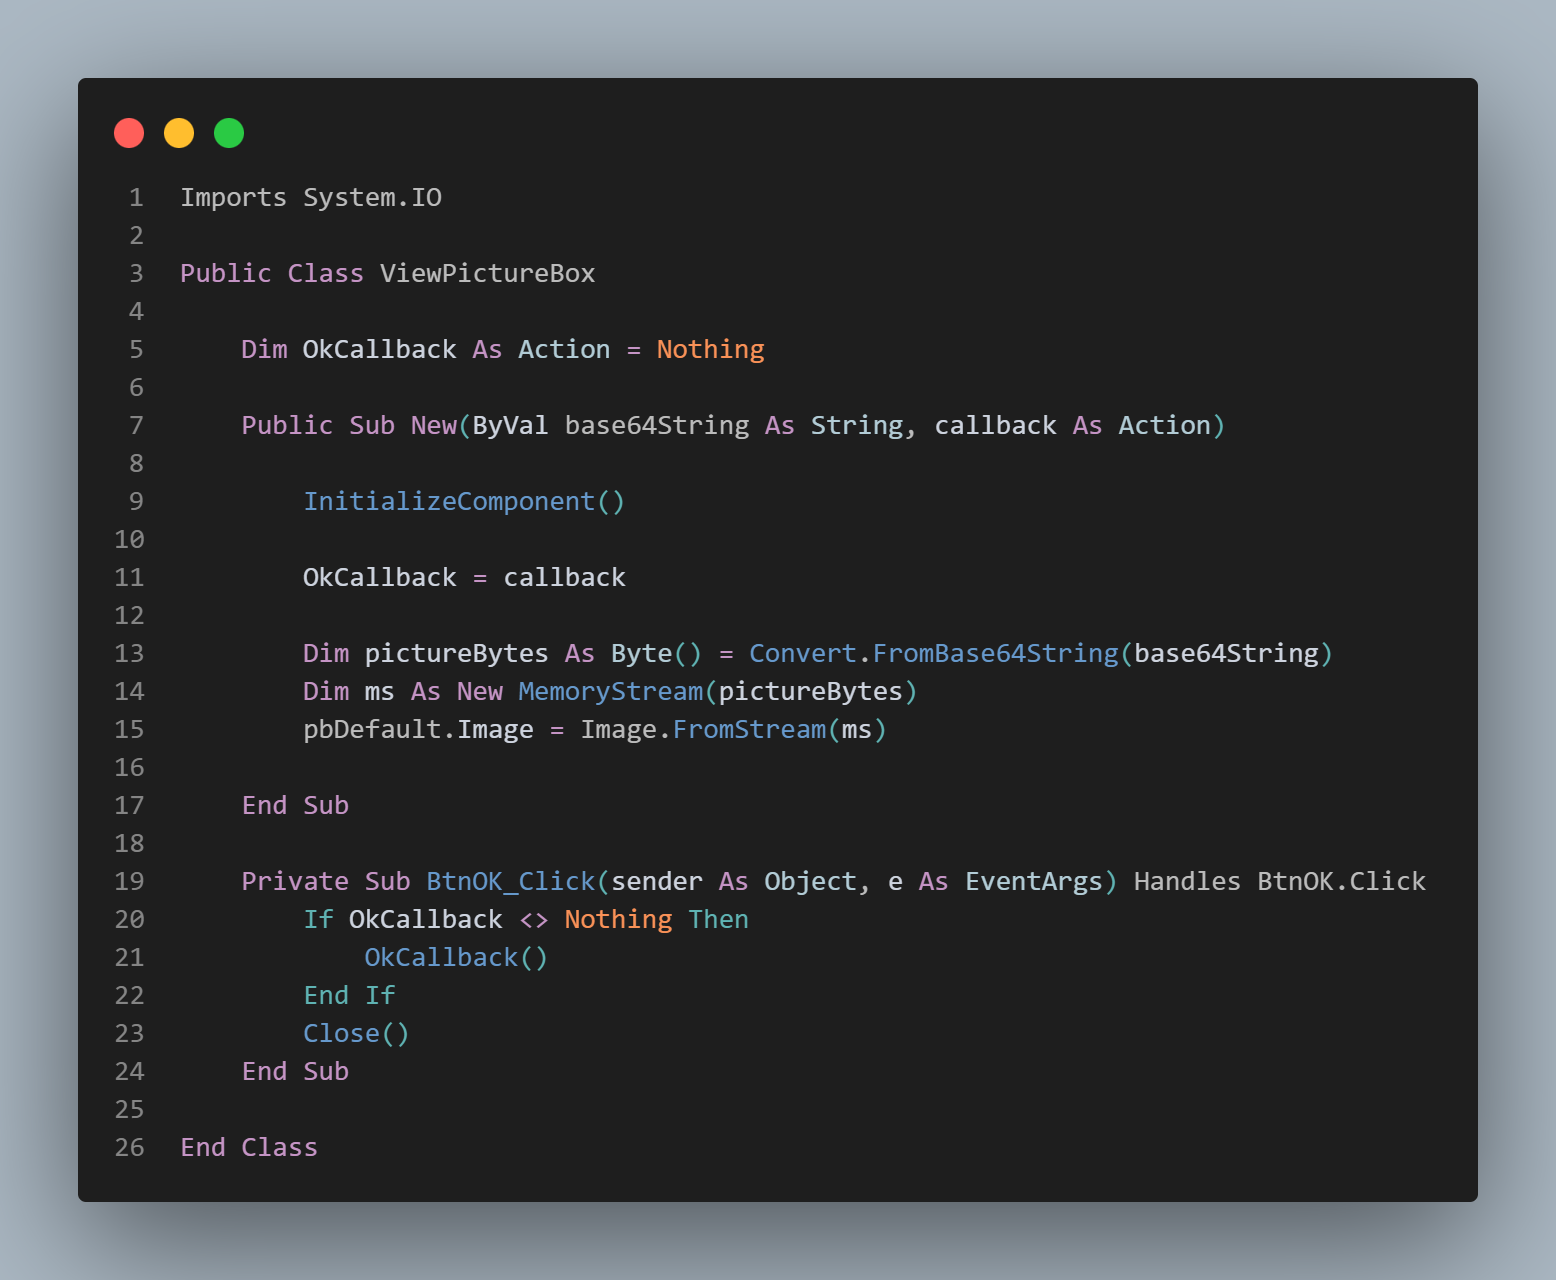 1 Imports System.IO
2
3 Public Class ViewPictureBox
4
5     Dim OkCallback As Action = Nothing
6
7     Public Sub New(ByVal base64String As String, callback As Action)
8
9         InitializeComponent()
10
11         OkCallback = callback
12
13         Dim pictureBytes As Byte() = Convert.FromBase64String(base64String)
14         Dim ms As New MemoryStream(pictureBytes)
15         pbDefault.Image = Image.FromStream(ms)
16
17     End Sub
18
19     Private Sub BtnOK_Click(sender As Object, e As EventArgs) Handles BtnOK.Click
20         If OkCallback <> Nothing Then
21             OkCallback()
22         End If
23         Close()
24     End Sub
25
26 End Class